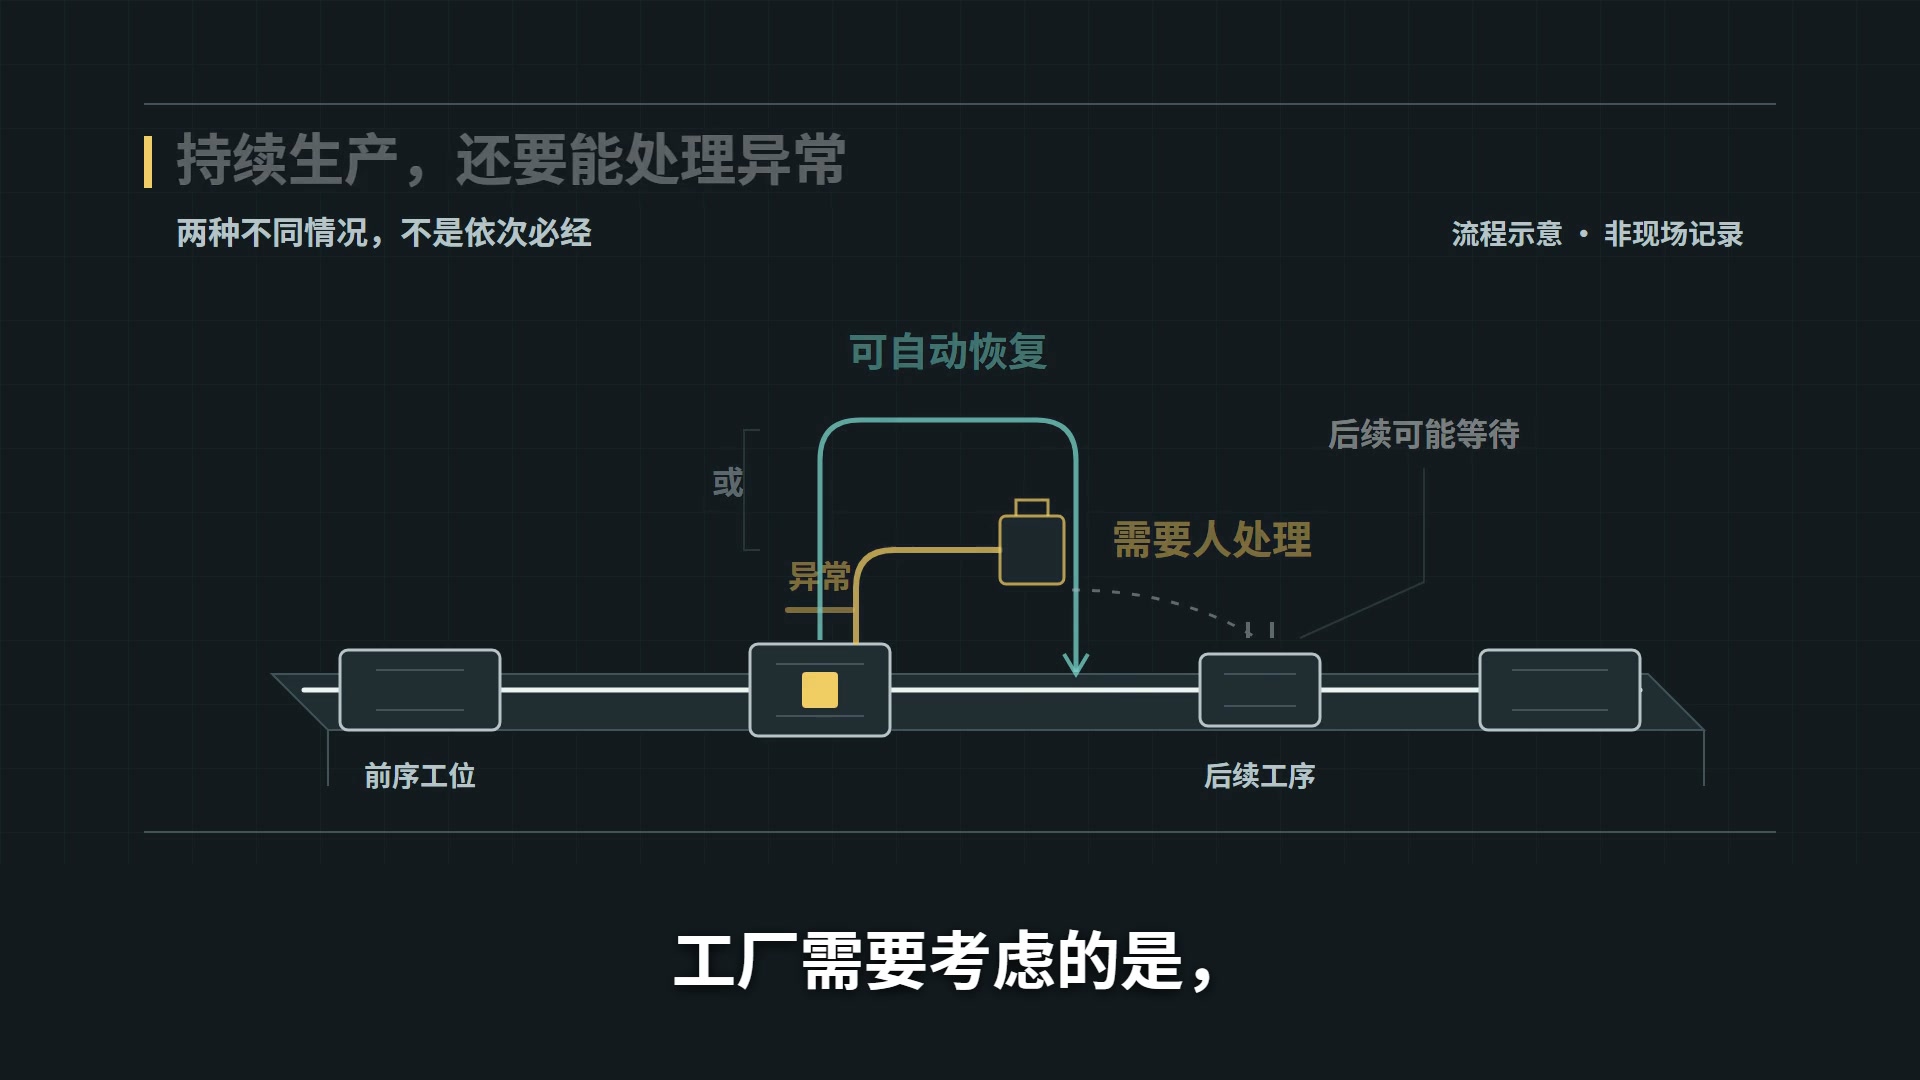 持续生产，还要能处理异常
两种不同情况，不是依次必经
流程示意 · 非现场记录
可自动恢复
后续可能等待
或
需要人处理
异常
前序工位
后续工序
工厂需要考虑的是，